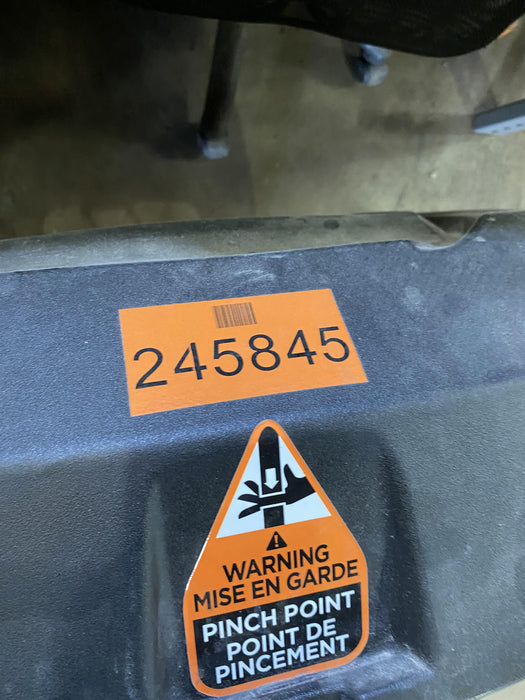 245845
WARNING
MISE EN GARDE
PINCH POINT
POINT DE
PINCEMENT